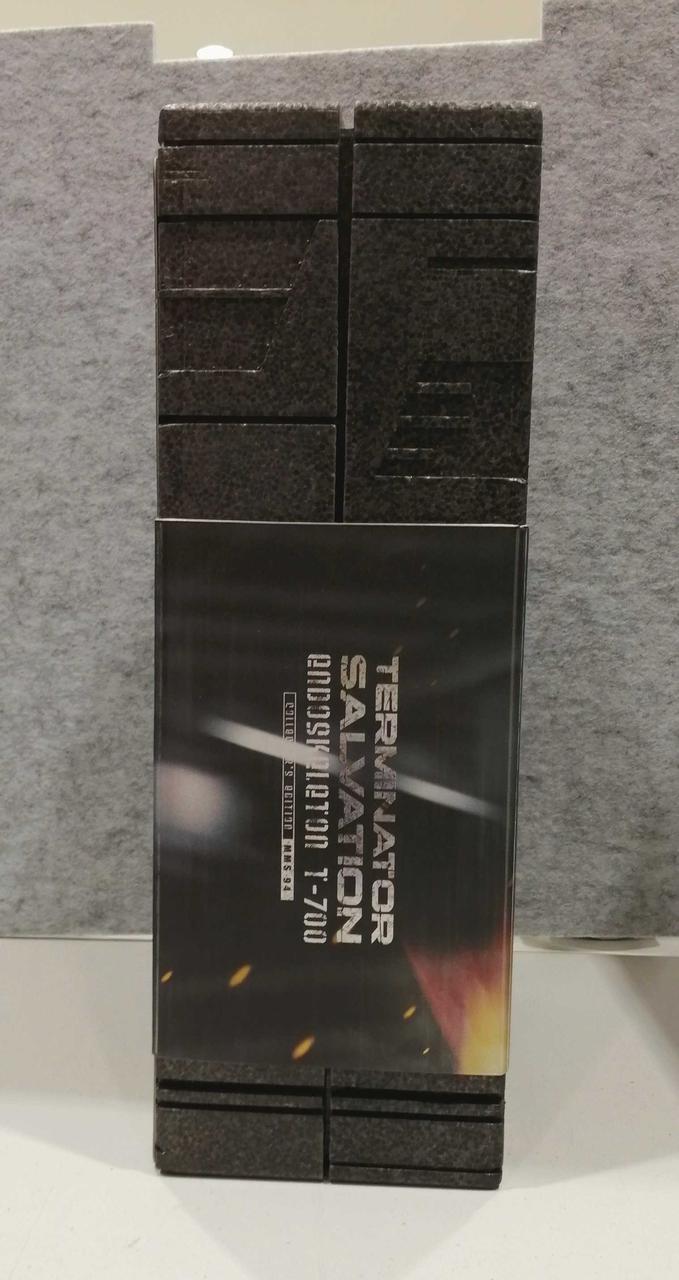 TERMINATOR
SALVATION
ENDOSKELETON T-700
COLLECTOR'S EDITION MMS 94